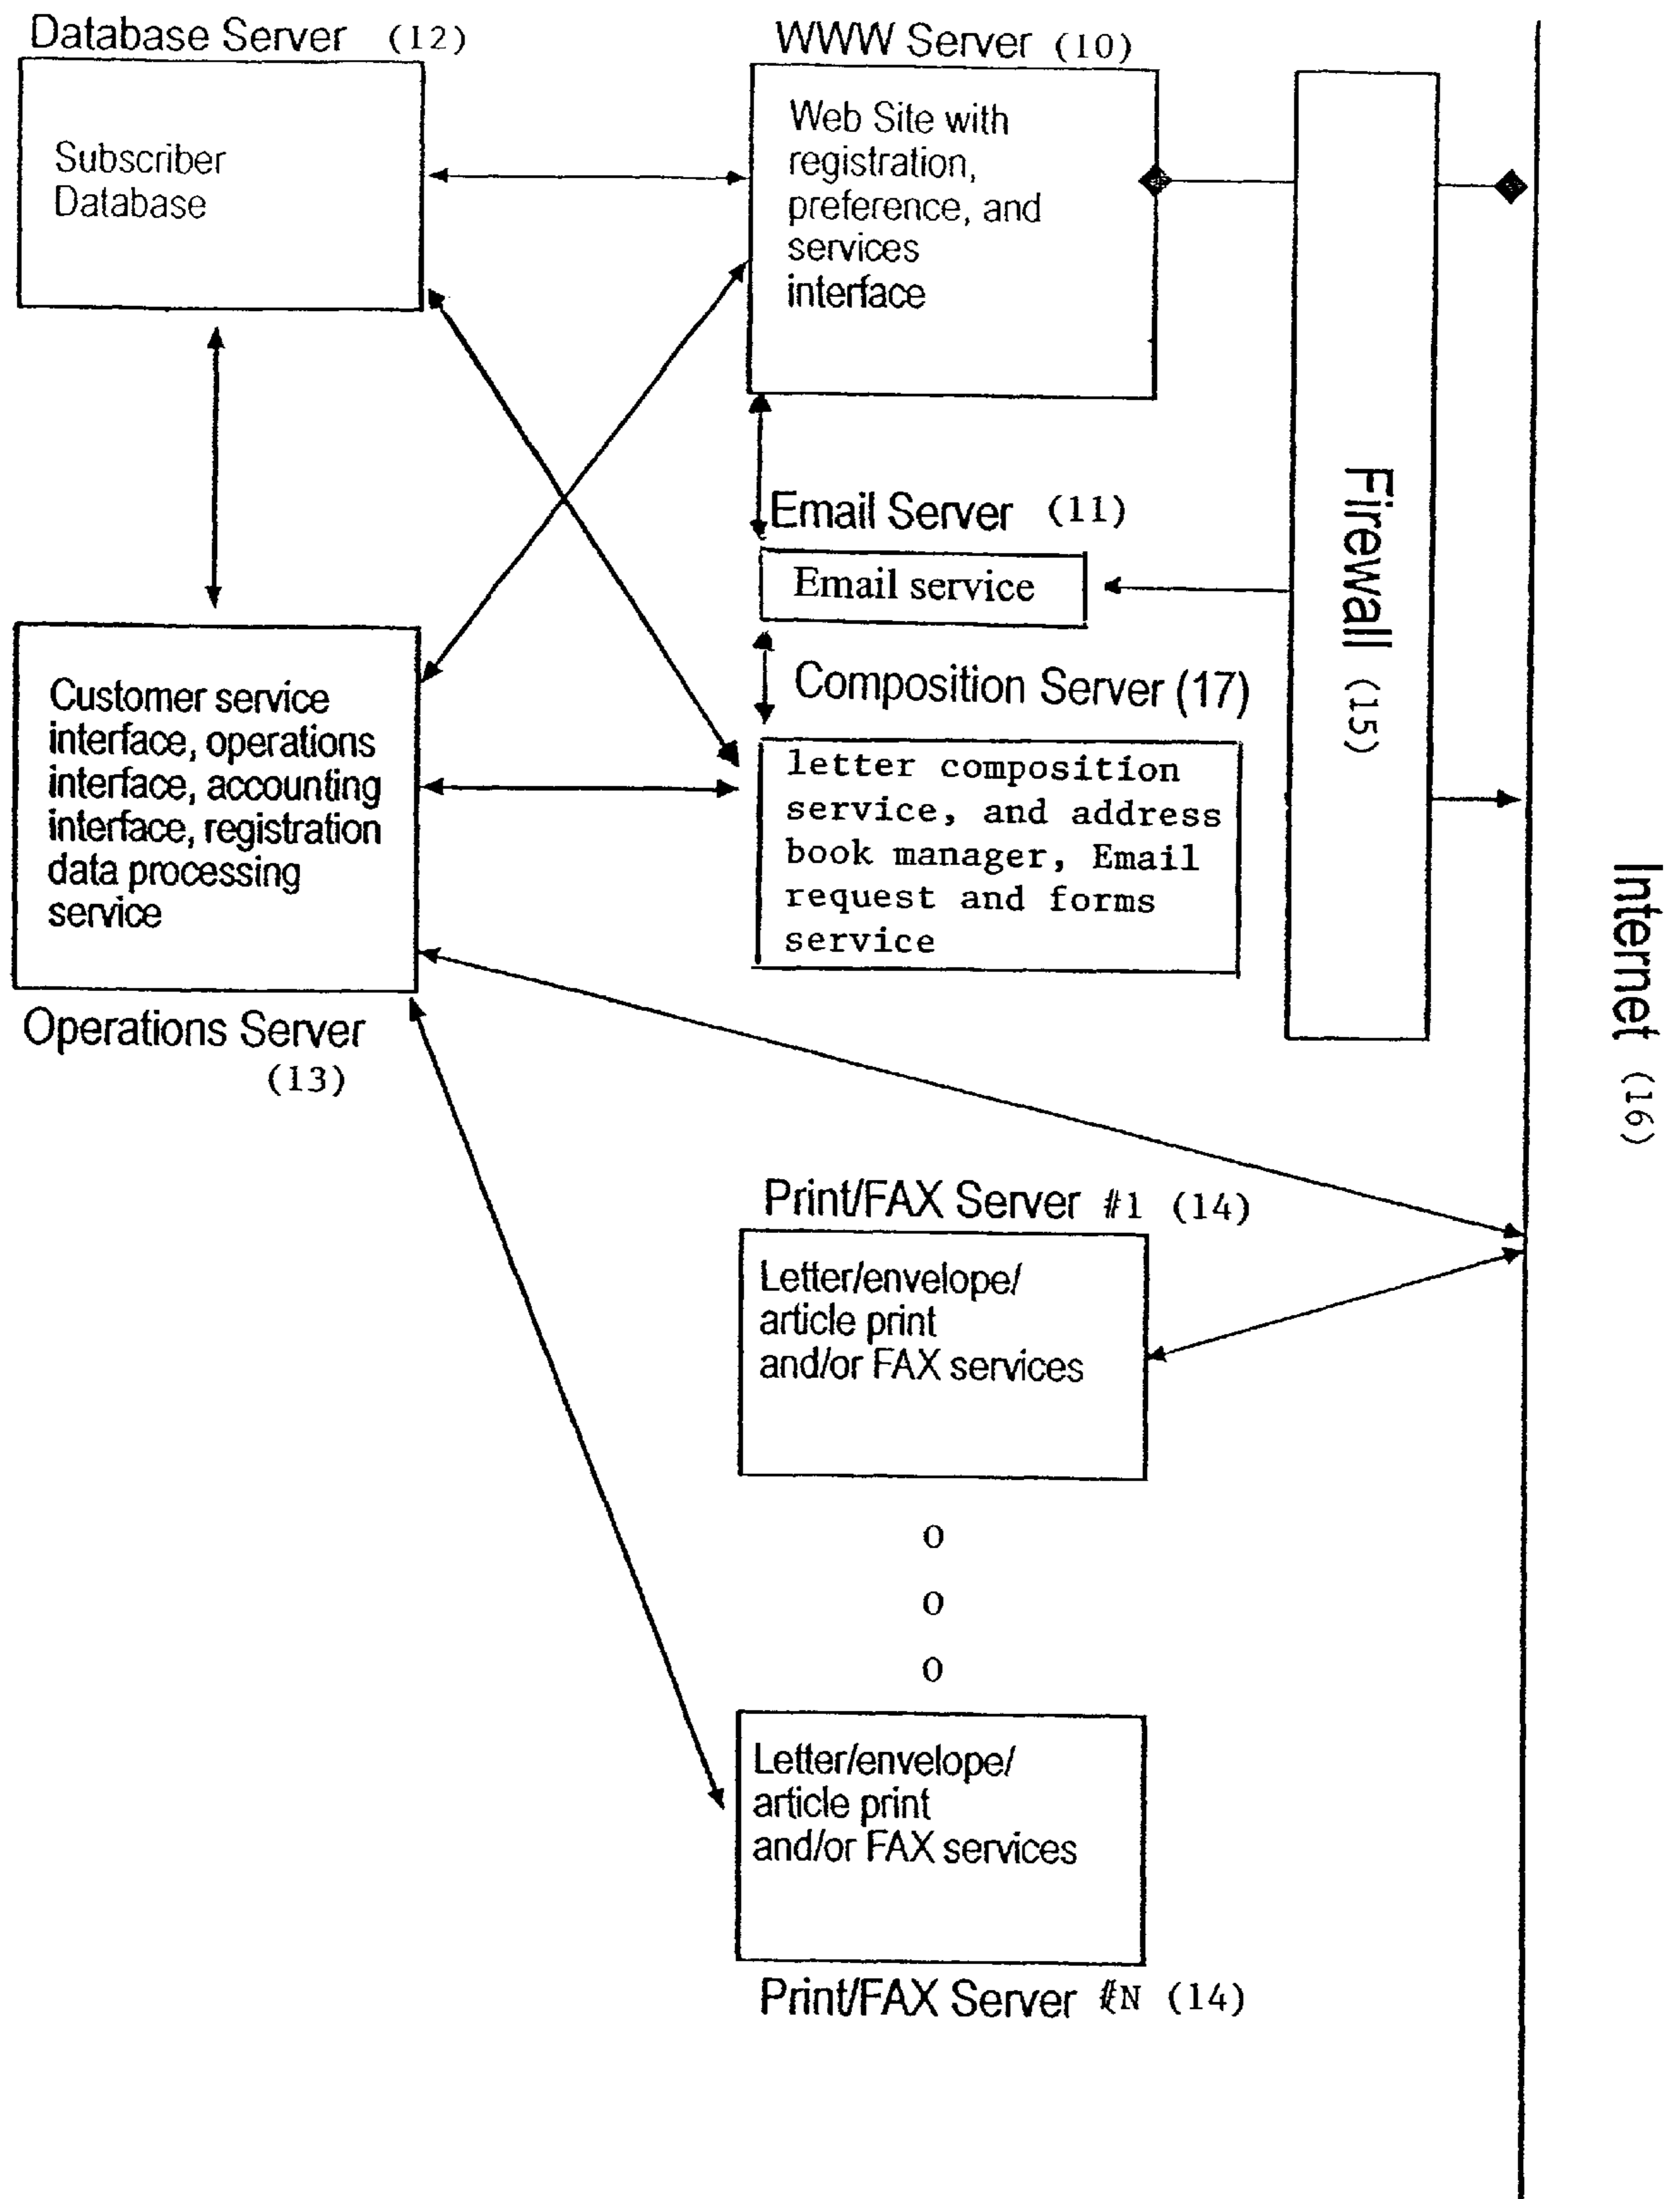 Database Server (12)
Subscriber
Database
WWW Server (10)
Web Site with
registration,
preference, and
services
interface
Email Server (11)
Email service
Composition Server (17)
letter composition
service, and address
book manager, Email
request and forms
service
Firewall (15)
Internet (16)
Customer service
interface, operations
interface, accounting
interface, registration
data processing
service
Operations Server
(13)
Print/FAX Server #1 (14)
Letter/envelope/
article print
and/or FAX services
o
o
o
Letter/envelope/
article print
and/or FAX services
Print/FAX Server #N (14)